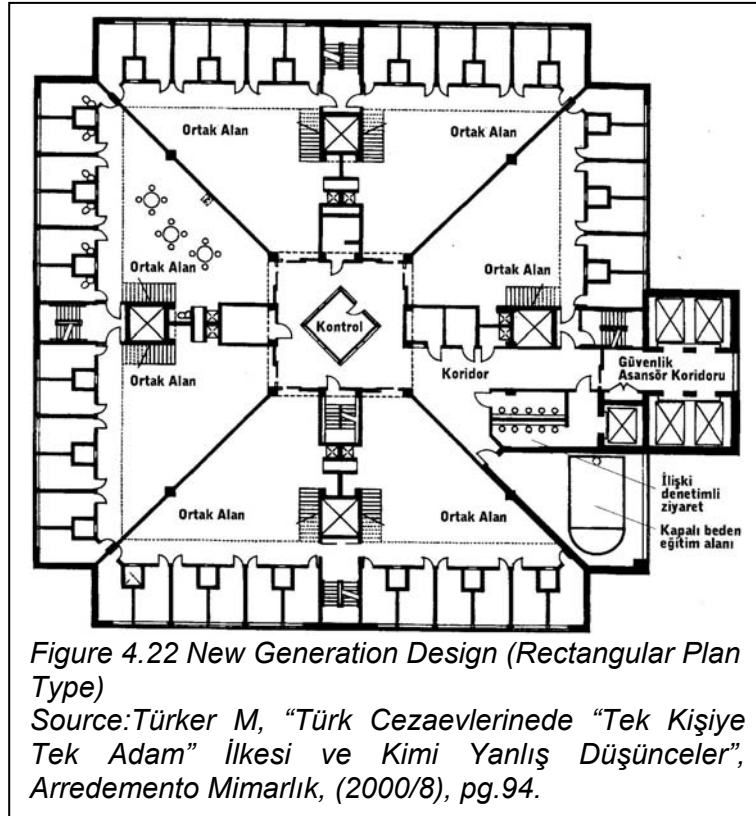 Ortak Alan
Ortak Alan
Ortak Alan
Ortak Alan
Kontrol
Ortak Alan
Koridor
Güvenlik
Asansör Koridoru
Ortak Alan
Ortak Alan
İlişki
denetimli
ziyaret
Kapalı beden
eğitim alanı
Figure 4.22 New Generation Design (Rectangular Plan
Type)
Source:Türker M, “Türk Cezaevlerinede “Tek Kişiye
Tek Adam” İlkesi ve Kimi Yanlış Düşünceler”,
Arredemento Mimarlık, (2000/8), pg.94.